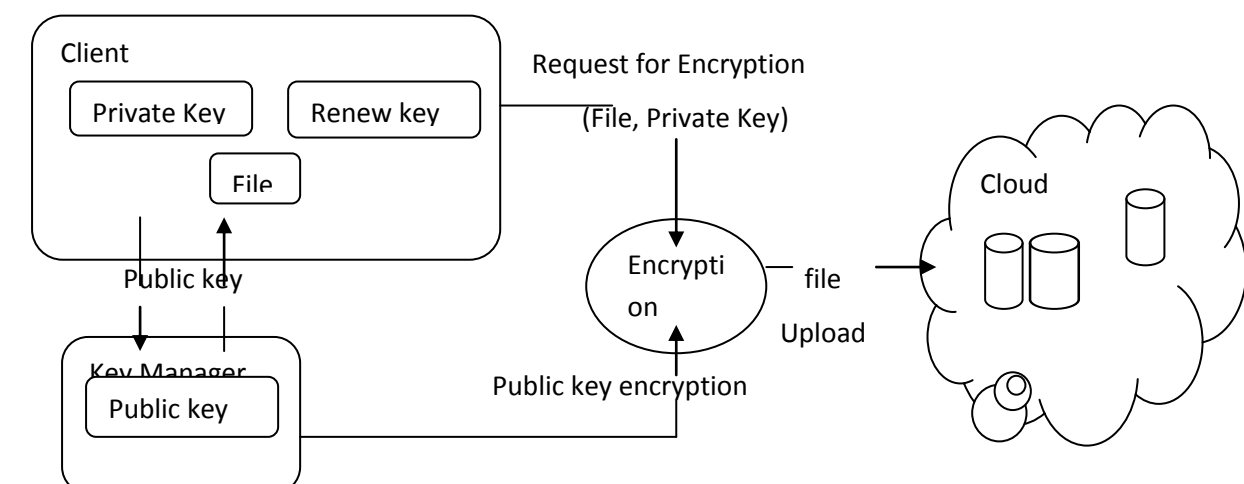 Client
Private Key
Renew key
File
Request for Encryption
(File, Private Key)
Public key
Key Manager
Public key
Encrypti
on
Public key encryption
file
Upload
Cloud